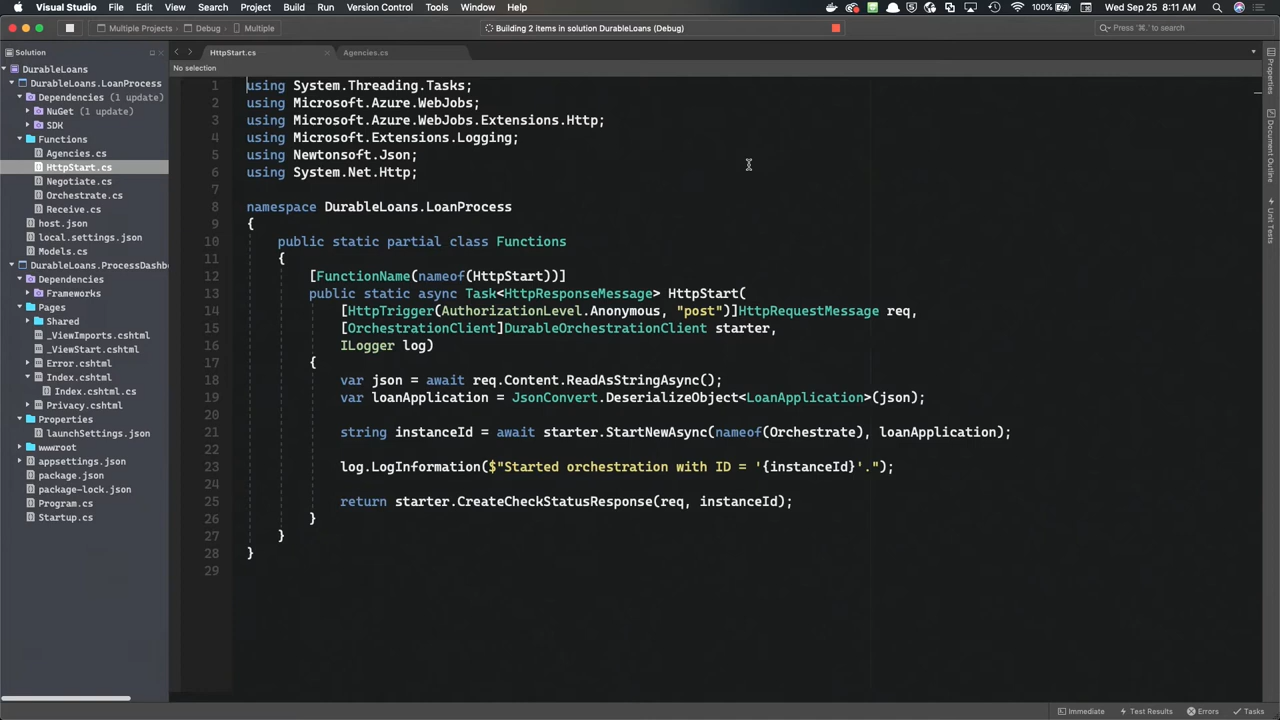 Visual Studio File Edit View Search Project Build Run Version Control Tools Window Help 100% Wed Sep 25 8:11 AM
Multiple Projects Debug Multiple Building 2 items in solution DurableLoans (Debug) Press '⌘.' to search
Solution HttpStart.cs Agencies.cs
No selection
DurableLoans
DurableLoans.LoanProcess
Dependencies (1 update)
NuGet (1 update)
SDK
Functions
Agencies.cs
HttpStart.cs
Negotiate.cs
Orchestrate.cs
Receive.cs
host.json
local.settings.json
Models.cs
DurableLoans.ProcessDashb
Dependencies
Frameworks
Pages
Shared
_ViewImports.cshtml
_ViewStart.cshtml
Error.cshtml
Index.cshtml
Index.cshtml.cs
Privacy.cshtml
Properties
launchSettings.json
wwwroot
appsettings.json
package.json
package-lock.json
Program.cs
Startup.cs
1 using System.Threading.Tasks;
2 using Microsoft.Azure.WebJobs;
3 using Microsoft.Azure.WebJobs.Extensions.Http;
4 using Microsoft.Extensions.Logging;
5 using Newtonsoft.Json;
6 using System.Net.Http;
7
8 namespace DurableLoans.LoanProcess
9 {
10 public static partial class Functions
11 {
12 [FunctionName(nameof(HttpStart))]
13 public static async Task<HttpResponseMessage> HttpStart(
14 [HttpTrigger(AuthorizationLevel.Anonymous, "post")]HttpRequestMessage req,
15 [OrchestrationClient]DurableOrchestrationClient starter,
16 ILogger log)
17 {
18 var json = await req.Content.ReadAsStringAsync();
19 var loanApplication = JsonConvert.DeserializeObject<LoanApplication>(json);
20
21 string instanceId = await starter.StartNewAsync(nameof(Orchestrate), loanApplication);
22
23 log.LogInformation($"Started orchestration with ID = '{instanceId}'.");
24
25 return starter.CreateCheckStatusResponse(req, instanceId);
26 }
27 }
28 }
29
Properties
Document Outline
Unit Tests
Immediate Test Results Errors Tasks